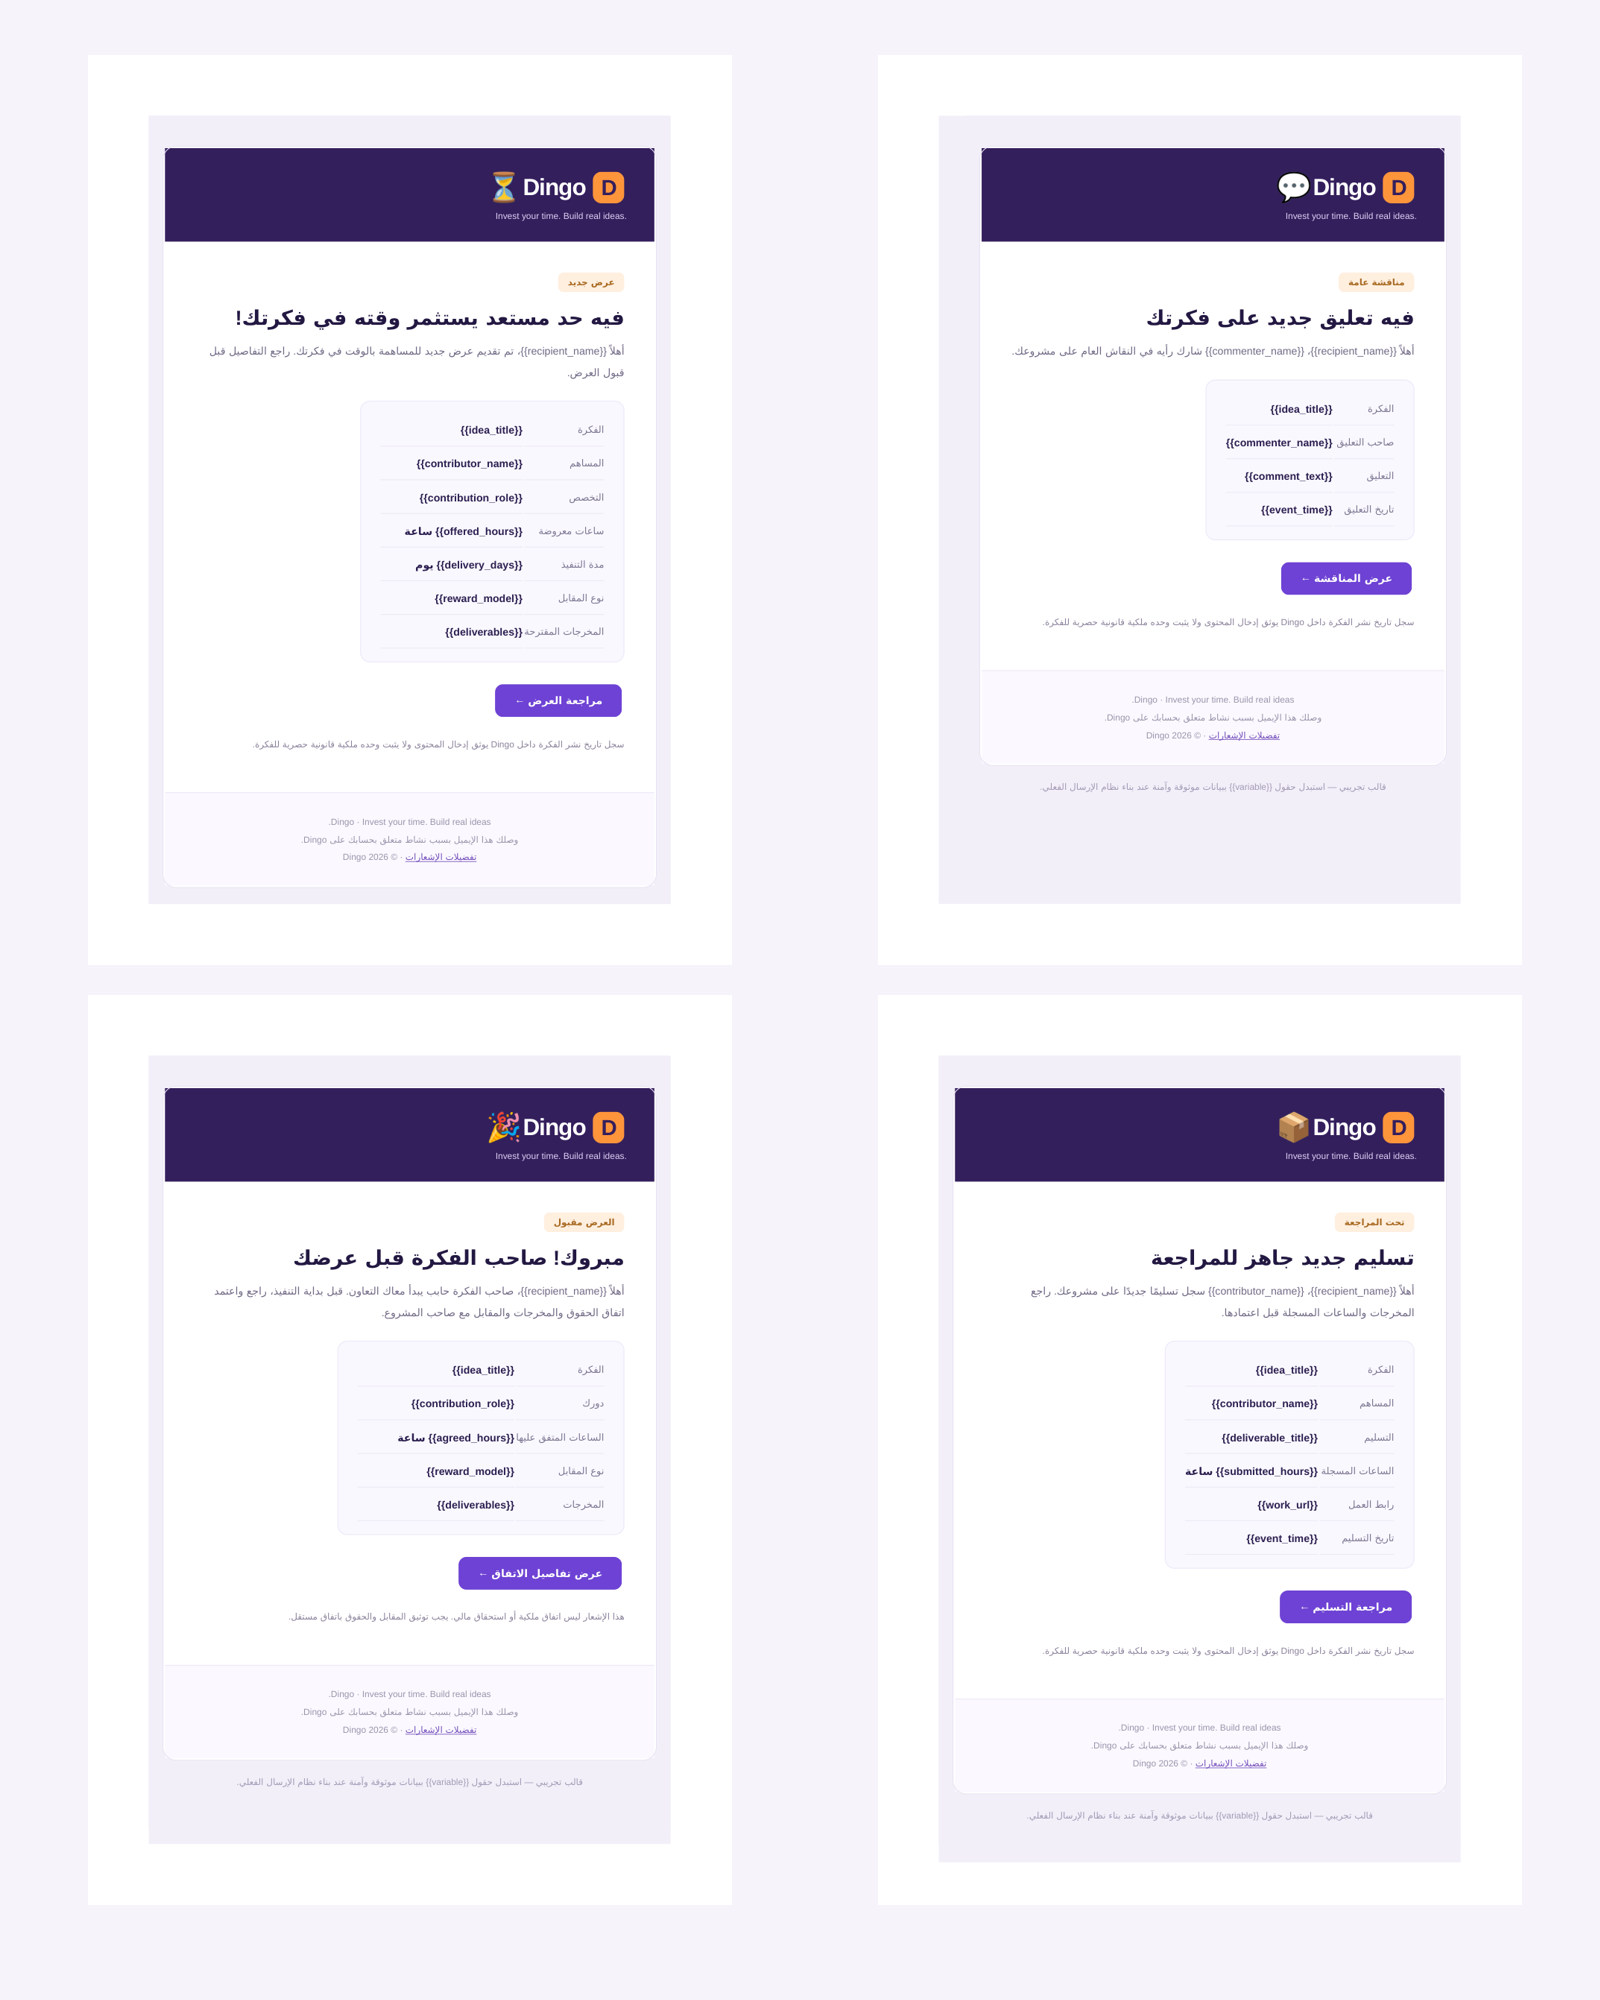 D Dingo
Invest your time. Build real ideas.
عرض جديد
فيه حد مستعد يستثمر وقته في فكرتك!
أهلاً {{recipient_name}}، تم تقديم عرض جديد للمساهمة بالوقت في فكرتك. راجع التفاصيل قبل
قبول العرض.
الفكرة {{idea_title}}
المساهم {{contributor_name}}
التخصص {{contribution_role}}
ساعات معروضة {{offered_hours}} ساعة
مدة التنفيذ {{delivery_days}} يوم
نوع المقابل {{reward_model}}
المخرجات المقترحة {{deliverables}}
مراجعة العرض ←
سجل تاريخ نشر الفكرة داخل Dingo يوثق إدخال المحتوى ولا يثبت وحده ملكية قانونية حصرية للفكرة.
Dingo · Invest your time. Build real ideas.
وصلك هذا الإيميل بسبب نشاط متعلق بحسابك على Dingo.
تفضيلات الإشعارات · © 2026 Dingo
D Dingo
Invest your time. Build real ideas.
مناقشة عامة
فيه تعليق جديد على فكرتك
أهلاً {{recipient_name}}، {{commenter_name}} شارك رأيه في النقاش العام على مشروعك.
الفكرة {{idea_title}}
صاحب التعليق {{commenter_name}}
التعليق {{comment_text}}
تاريخ التعليق {{event_time}}
عرض المناقشة ←
سجل تاريخ نشر الفكرة داخل Dingo يوثق إدخال المحتوى ولا يثبت وحده ملكية قانونية حصرية للفكرة.
Dingo · Invest your time. Build real ideas.
وصلك هذا الإيميل بسبب نشاط متعلق بحسابك على Dingo.
تفضيلات الإشعارات · © 2026 Dingo
قالب تجريبي — استبدل حقول {{variable}} ببيانات موثوقة وآمنة عند بناء نظام الإرسال الفعلي.
D Dingo
Invest your time. Build real ideas.
العرض مقبول
مبروك! صاحب الفكرة قبل عرضك
أهلاً {{recipient_name}}، صاحب الفكرة حابب يبدأ معاك التعاون. قبل بداية التنفيذ، راجع واعتمد
اتفاق الحقوق والمخرجات والمقابل مع صاحب المشروع.
الفكرة {{idea_title}}
دورك {{contribution_role}}
الساعات المتفق عليها {{agreed_hours}} ساعة
نوع المقابل {{reward_model}}
المخرجات {{deliverables}}
عرض تفاصيل الاتفاق ←
هذا الإشعار ليس اتفاق ملكية أو استحقاق مالي. يجب توثيق المقابل والحقوق باتفاق مستقل.
Dingo · Invest your time. Build real ideas.
وصلك هذا الإيميل بسبب نشاط متعلق بحسابك على Dingo.
تفضيلات الإشعارات · © 2026 Dingo
قالب تجريبي — استبدل حقول {{variable}} ببيانات موثوقة وآمنة عند بناء نظام الإرسال الفعلي.
D Dingo
Invest your time. Build real ideas.
تحت المراجعة
تسليم جديد جاهز للمراجعة
أهلاً {{recipient_name}}، {{contributor_name}} سجل تسليمًا جديدًا على مشروعك. راجع
المخرجات والساعات المسجلة قبل اعتمادها.
الفكرة {{idea_title}}
المساهم {{contributor_name}}
التسليم {{deliverable_title}}
الساعات المسجلة {{submitted_hours}} ساعة
رابط العمل {{work_url}}
تاريخ التسليم {{event_time}}
مراجعة التسليم ←
سجل تاريخ نشر الفكرة داخل Dingo يوثق إدخال المحتوى ولا يثبت وحده ملكية قانونية حصرية للفكرة.
Dingo · Invest your time. Build real ideas.
وصلك هذا الإيميل بسبب نشاط متعلق بحسابك على Dingo.
تفضيلات الإشعارات · © 2026 Dingo
قالب تجريبي — استبدل حقول {{variable}} ببيانات موثوقة وآمنة عند بناء نظام الإرسال الفعلي.